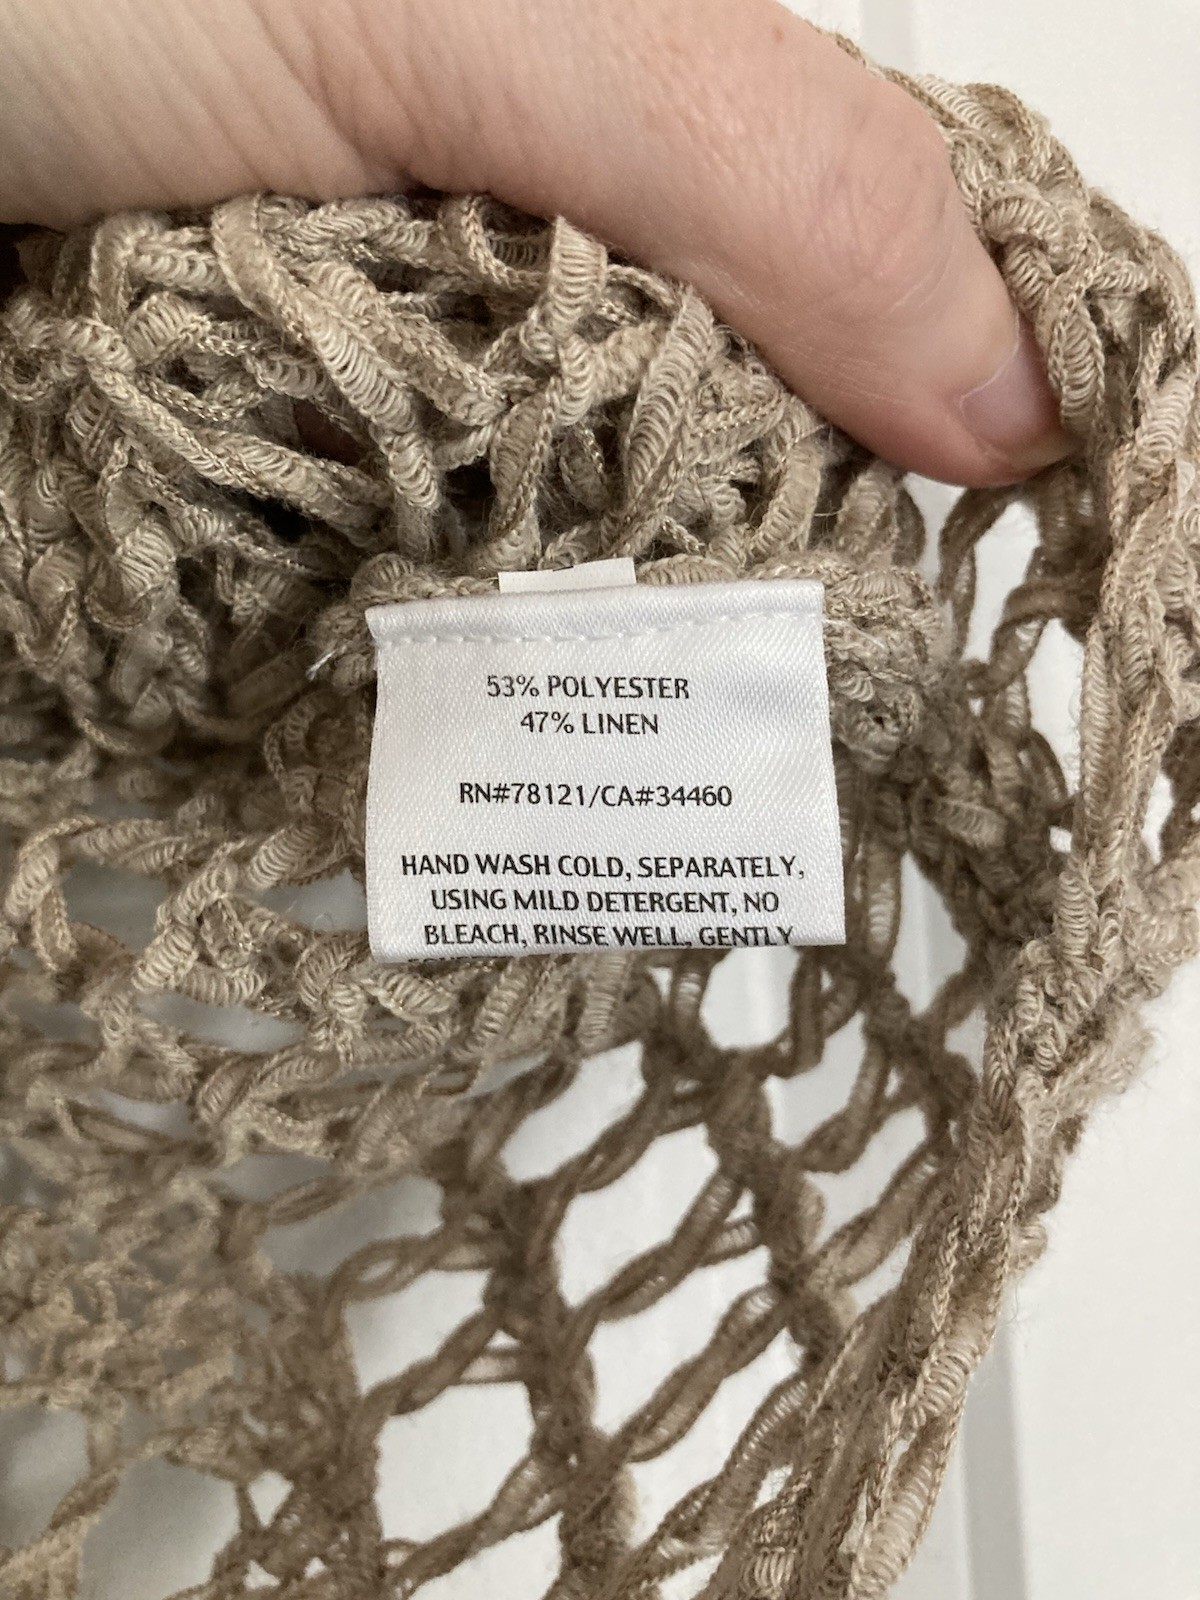 53% POLYESTER
47% LINEN
RN#78121/CA#34460
HAND WASH COLD, SEPARATELY,
USING MILD DETERGENT, NO
BLEACH, RINSE WELL, GENTLY